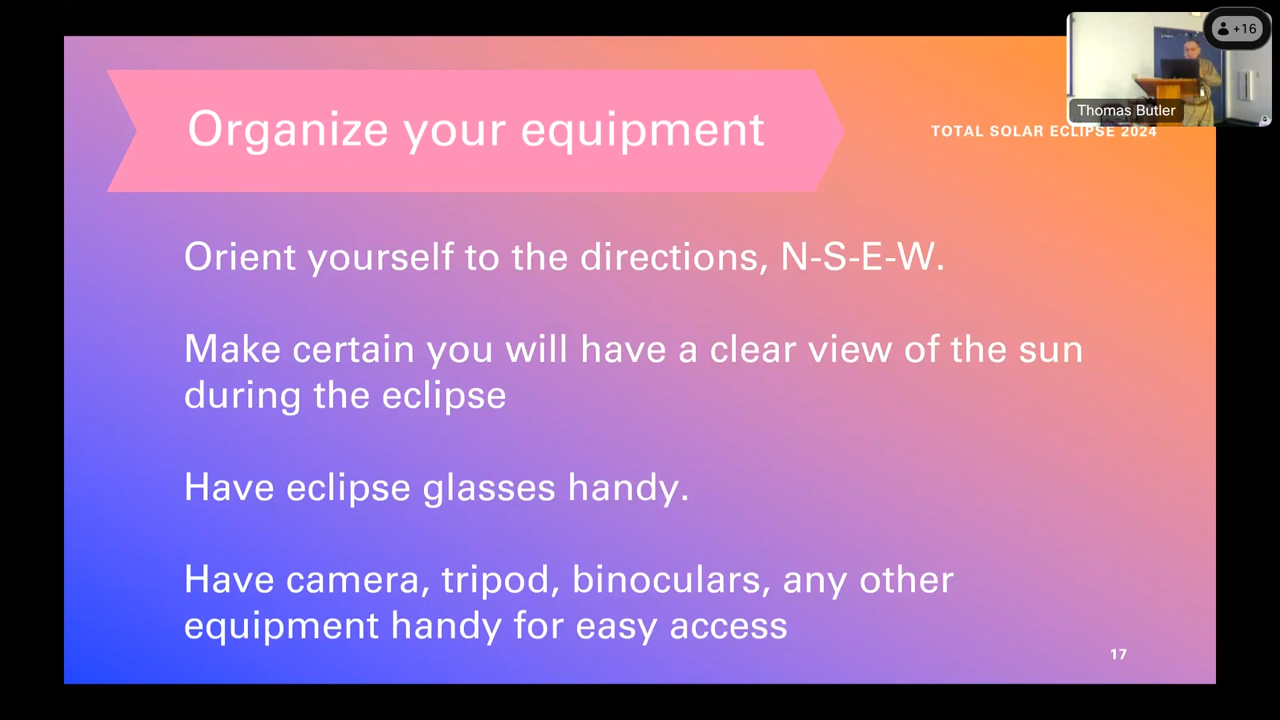 +16
Thomas Butler
Organize your equipment
TOTAL SOLAR ECLIPSE 2024
Orient yourself to the directions, N-S-E-W.
Make certain you will have a clear view of the sun
during the eclipse
Have eclipse glasses handy.
Have camera, tripod, binoculars, any other
equipment handy for easy access
17